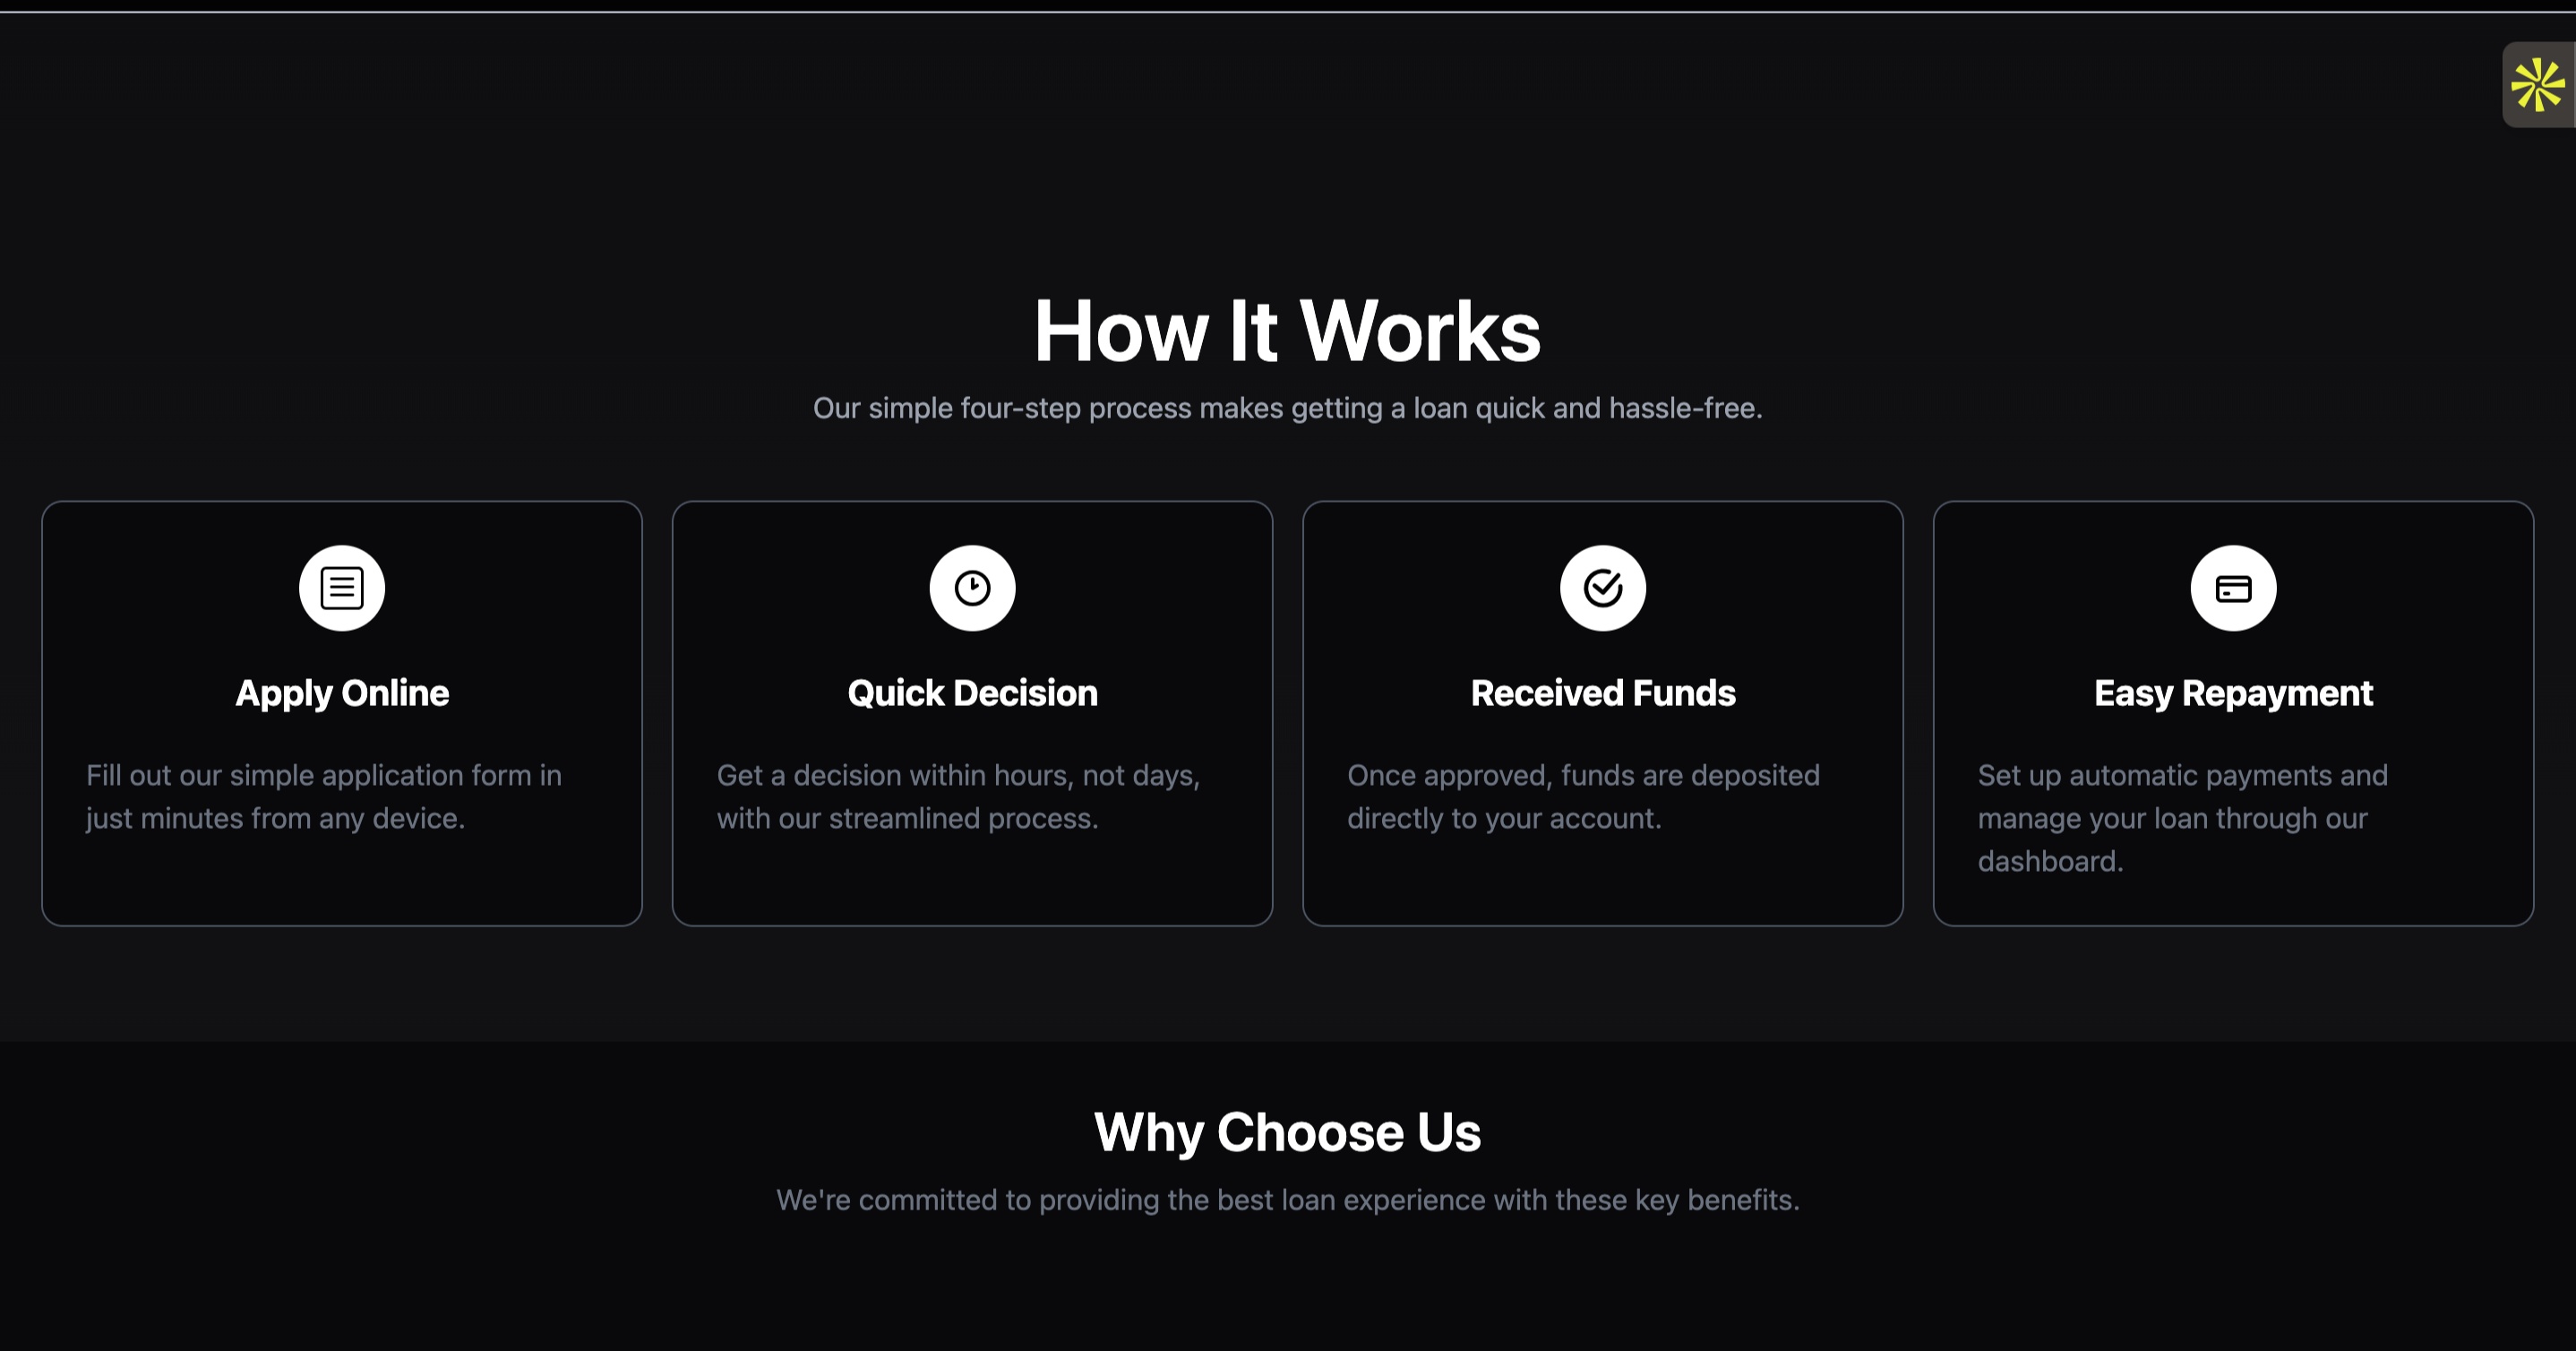 How It Works
Our simple four-step process makes getting a loan quick and hassle-free.
Apply Online
Fill out our simple application form in
just minutes from any device.
Quick Decision
Get a decision within hours, not days,
with our streamlined process.
Received Funds
Once approved, funds are deposited
directly to your account.
Easy Repayment
Set up automatic payments and
manage your loan through our
dashboard.
Why Choose Us
We're committed to providing the best loan experience with these key benefits.